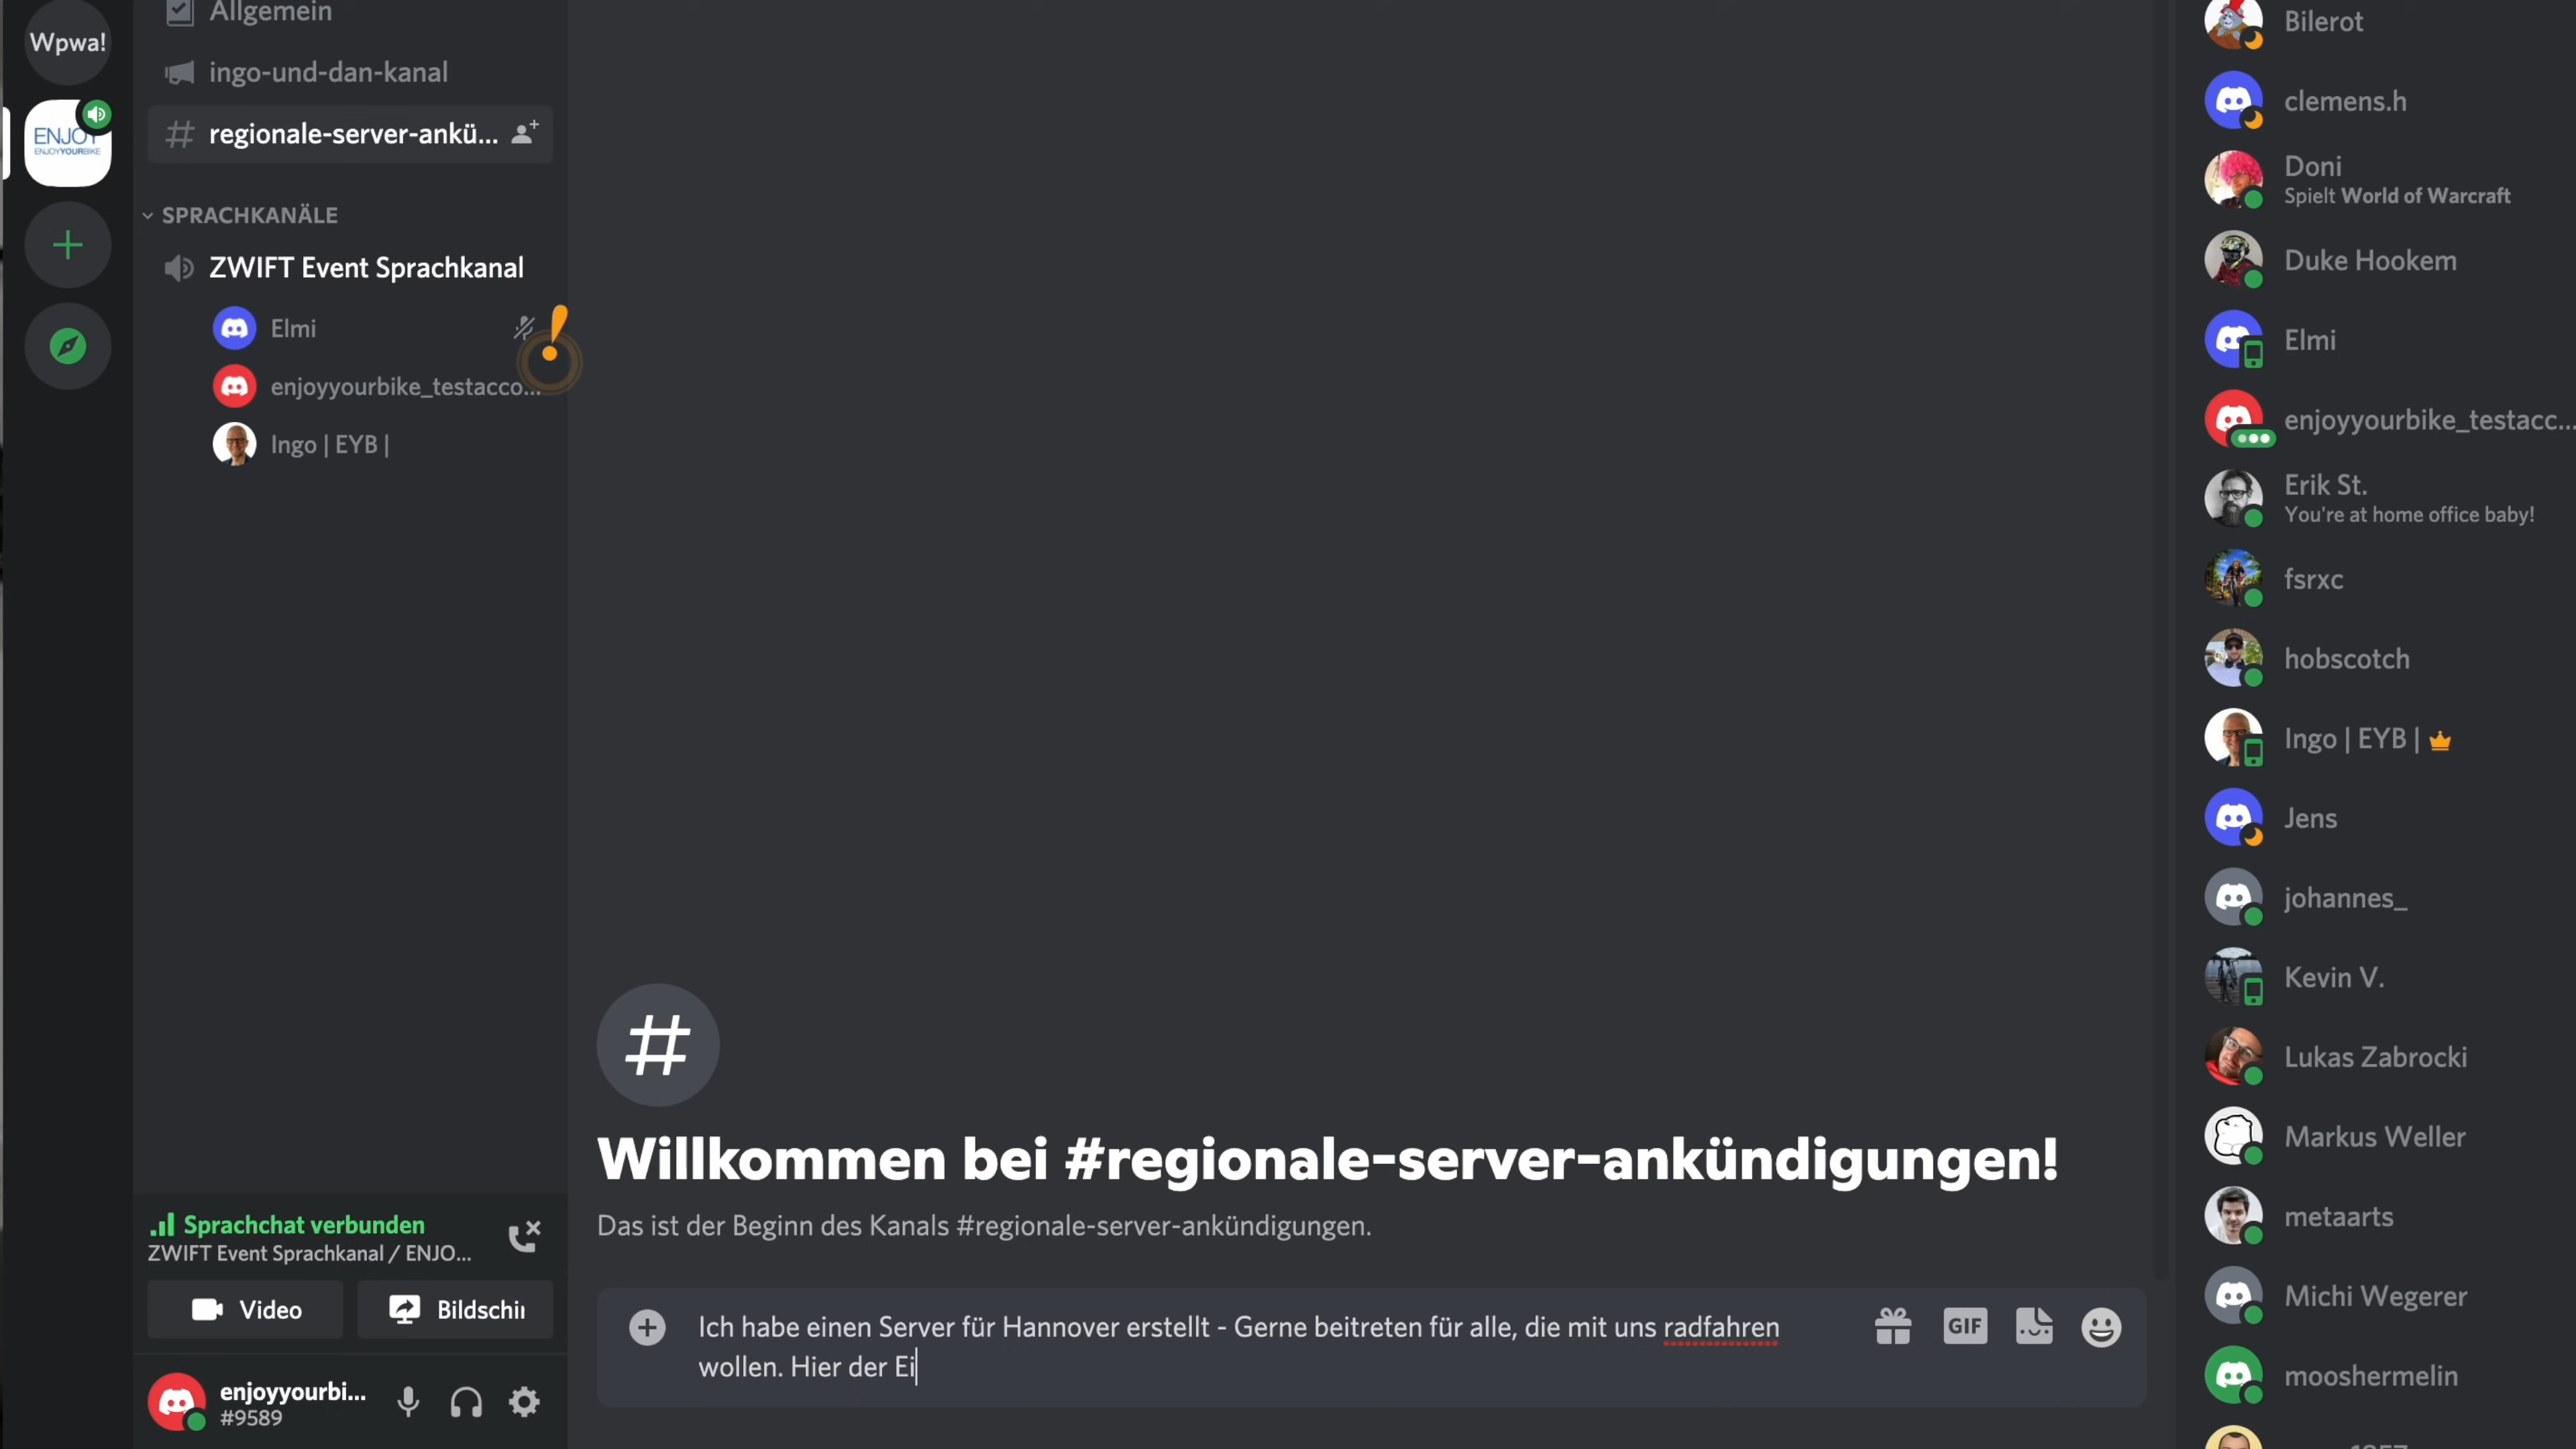 Wpwa!
ENJOY
ENJOYYOURBIKE
Allgemein
ingo-und-dan-kanal
regionale-server-ankü...
SPRACHKANÄLE
ZWIFT Event Sprachkanal
Elmi
enjoyyourbike_testacco...
Ingo | EYB |
Sprachchat verbunden
ZWIFT Event Sprachkanal / ENJO...
Video
Bildschir
enjoyyourbi...
#9589
#
Willkommen bei #regionale-server-ankündigungen!
Das ist der Beginn des Kanals #regionale-server-ankündigungen.
Ich habe einen Server für Hannover erstellt - Gerne beitreten für alle, die mit uns radfahren
wollen. Hier der Ei
GIF
Bilerot
clemens.h
Doni
Spielt World of Warcraft
Duke Hookem
Elmi
enjoyyourbike_testacc...
Erik St.
You're at home office baby!
fsrxc
hobscotch
Ingo | EYB |
Jens
johannes_
Kevin V.
Lukas Zabrocki
Markus Weller
metaarts
Michi Wegerer
mooshermelin